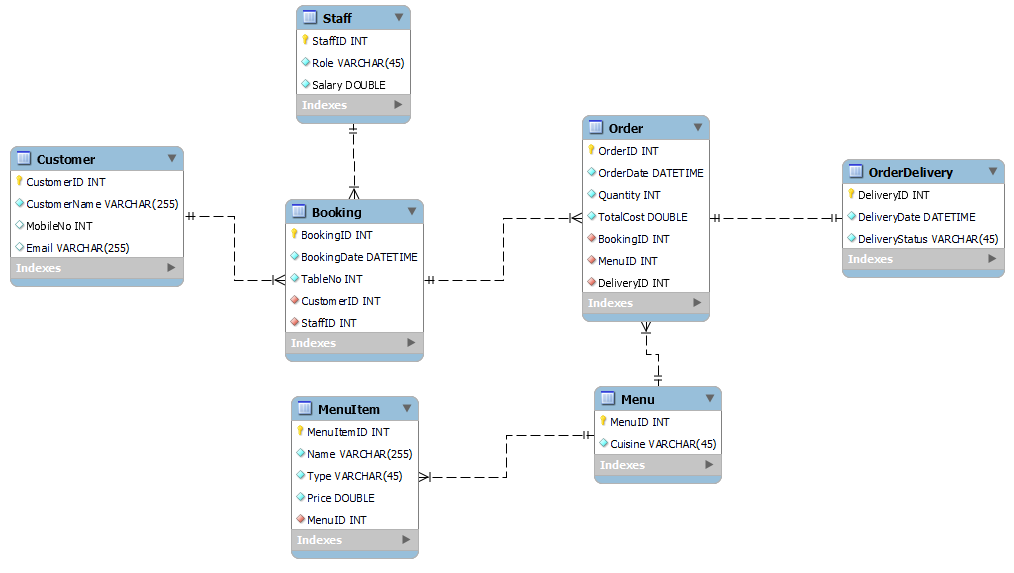 Staff
StaffID INT
Role VARCHAR(45)
Salary DOUBLE
Indexes
Customer
CustomerID INT
CustomerName VARCHAR(255)
MobileNo INT
Email VARCHAR(255)
Indexes
Booking
BookingID INT
BookingDate DATETIME
TableNo INT
CustomerID INT
StaffID INT
Indexes
Order
OrderID INT
OrderDate DATETIME
Quantity INT
TotalCost DOUBLE
BookingID INT
MenuID INT
DeliveryID INT
Indexes
OrderDelivery
DeliveryID INT
DeliveryDate DATETIME
DeliveryStatus VARCHAR(45)
Indexes
MenuItem
MenuItemID INT
Name VARCHAR(255)
Type VARCHAR(45)
Price DOUBLE
MenuID INT
Indexes
Menu
MenuID INT
Cuisine VARCHAR(45)
Indexes